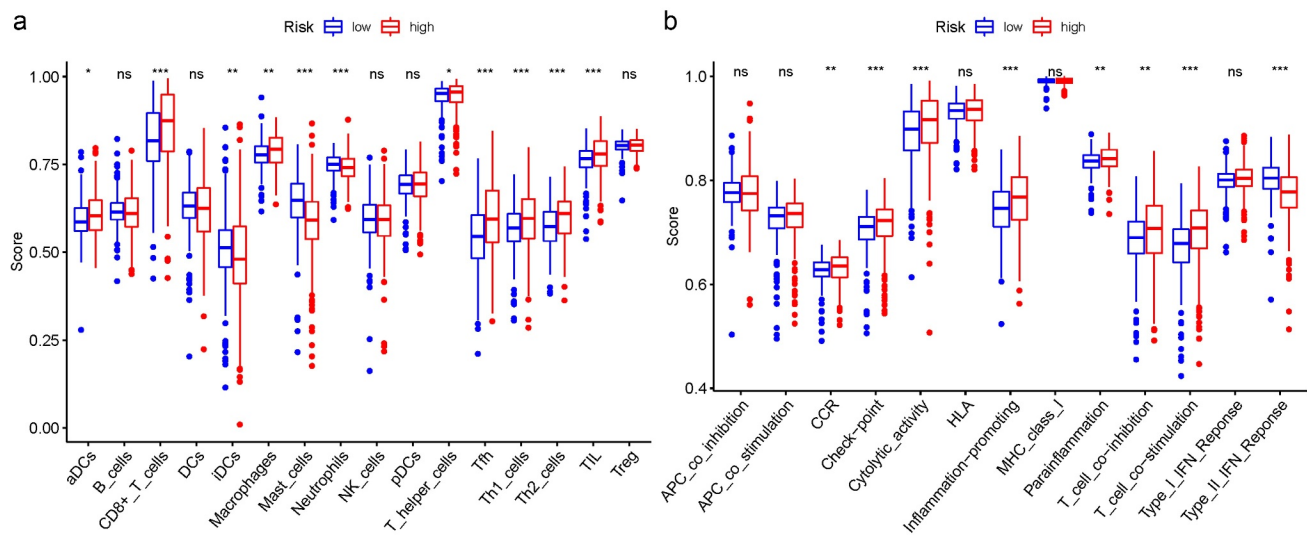 a
Risk low high
* ns *** ns ** ** *** *** ns ns * *** *** *** *** ns
1.00
0.75
0.50
0.25
0.00
Score
aDCs
B_cells
CD8+_T_cells
DCs
iDCs
Macrophages
Mast_cells
Neutrophils
NK_cells
pDCs
T_helper_cells
Tfh
Th1_cells
Th2_cells
TIL
Treg
b
Risk low high
ns ns ** *** *** ns *** ns ** ** *** ns ***
1.0
0.8
0.6
0.4
Score
APC_co_inhibition
APC_co_stimulation
CCR
Check-point
Cytolytic_activity
HLA
Inflammation-promoting
MHC_class_I
Parainflammation
T_cell_co-inhibition
T_cell_co-stimulation
Type_I_IFN_Reponse
Type_II_IFN_Reponse